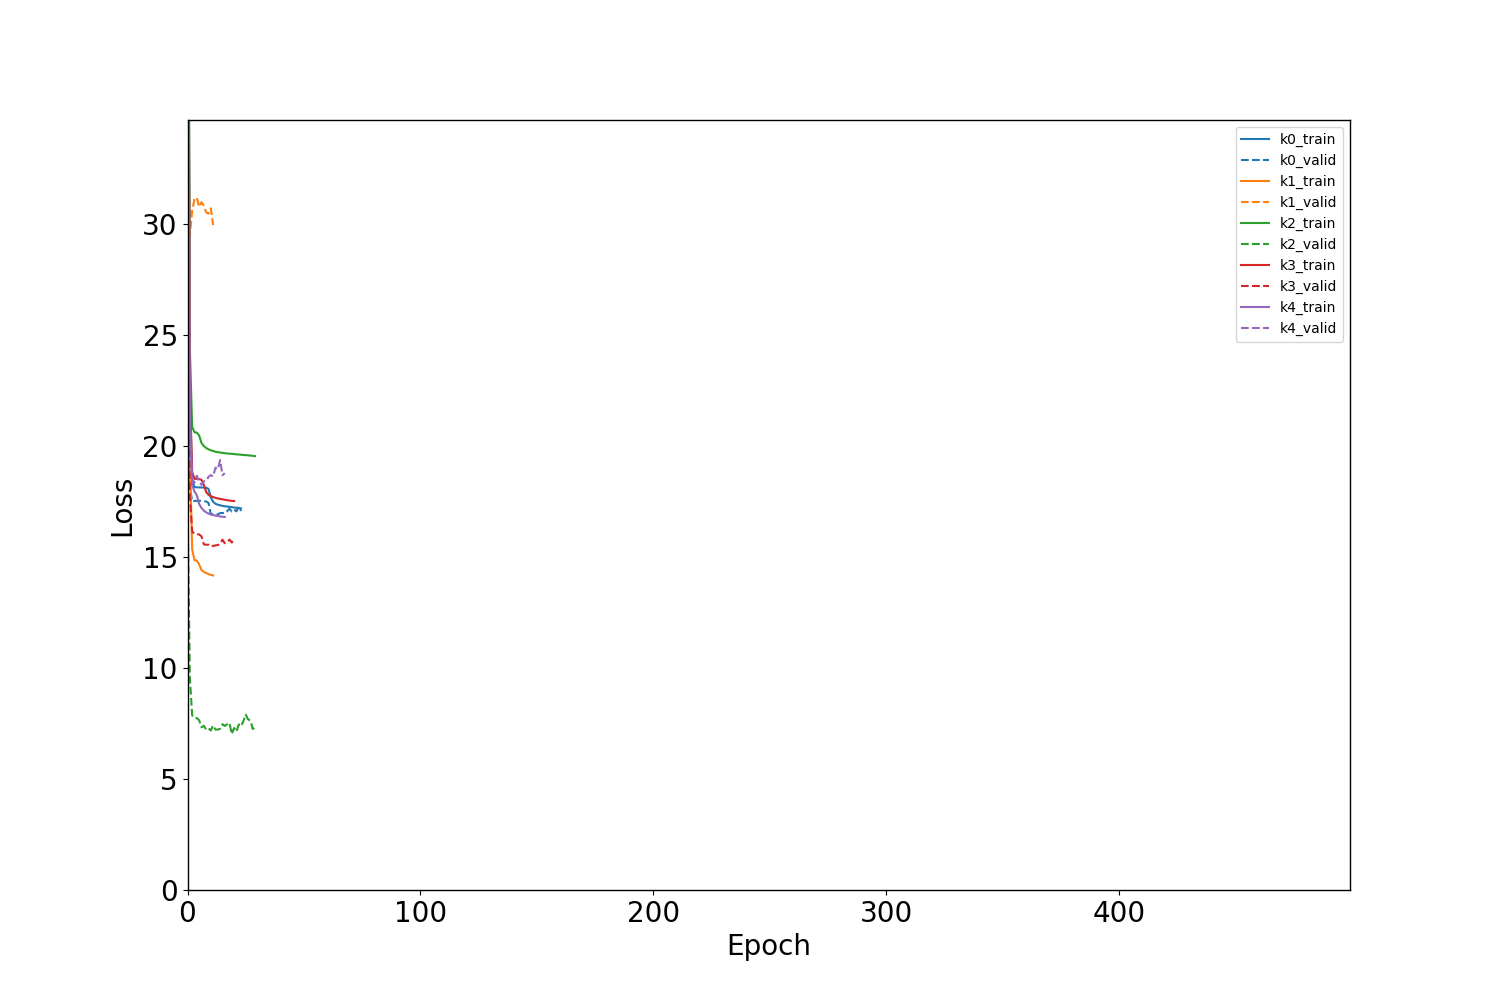 k0_train
k0_valid
k1_train
k1_valid
k2_train
k2_valid
k3_train
k3_valid
k4_train
k4_valid
30
25
20
15
10
5
0
Loss
0 100 200 300 400
Epoch